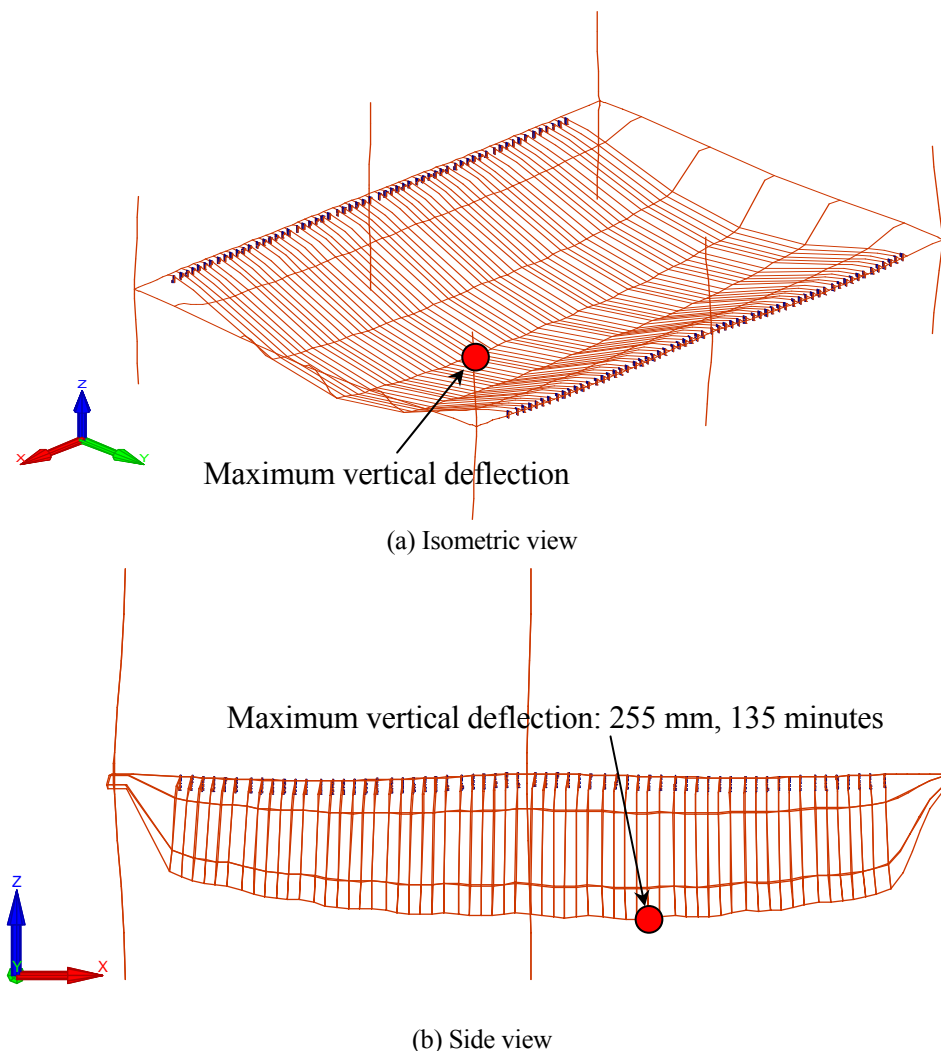 Z
X
Y
Maximum vertical deflection
(a) Isometric view
Maximum vertical deflection: 255 mm, 135 minutes
Z
Y
X
(b) Side view